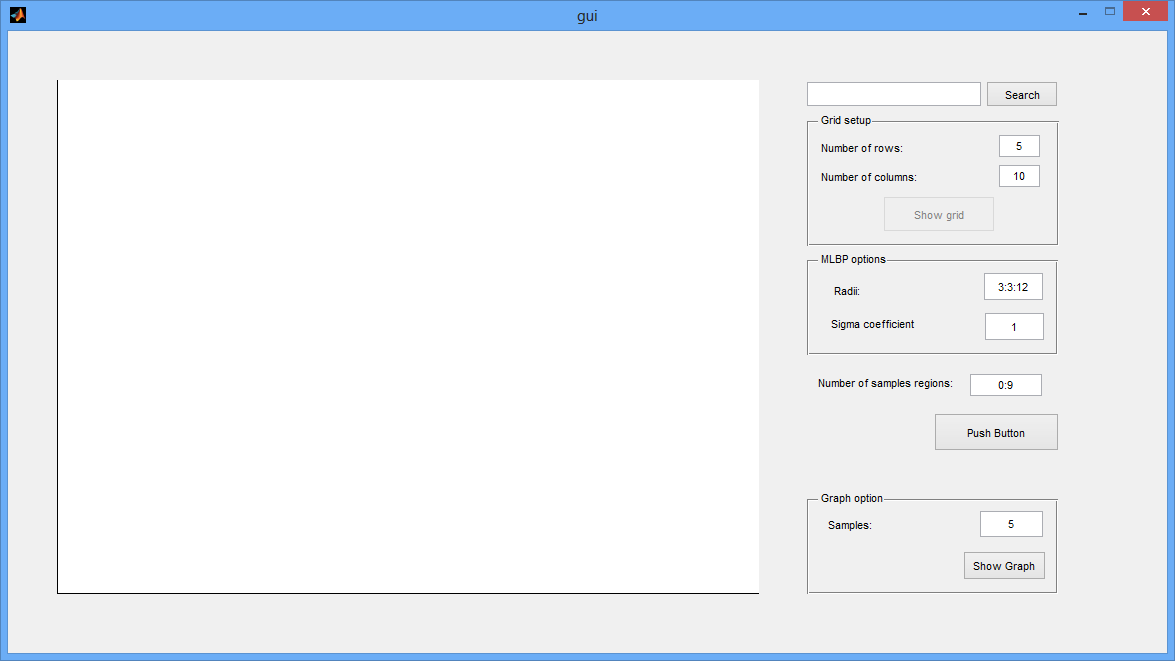 gui
Search
Grid setup
Number of rows: 5
Number of columns: 10
Show grid
MLBP options
Radii: 3:3:12
Sigma coefficient 1
Number of samples regions: 0:9
Push Button
Graph option
Samples: 5
Show Graph